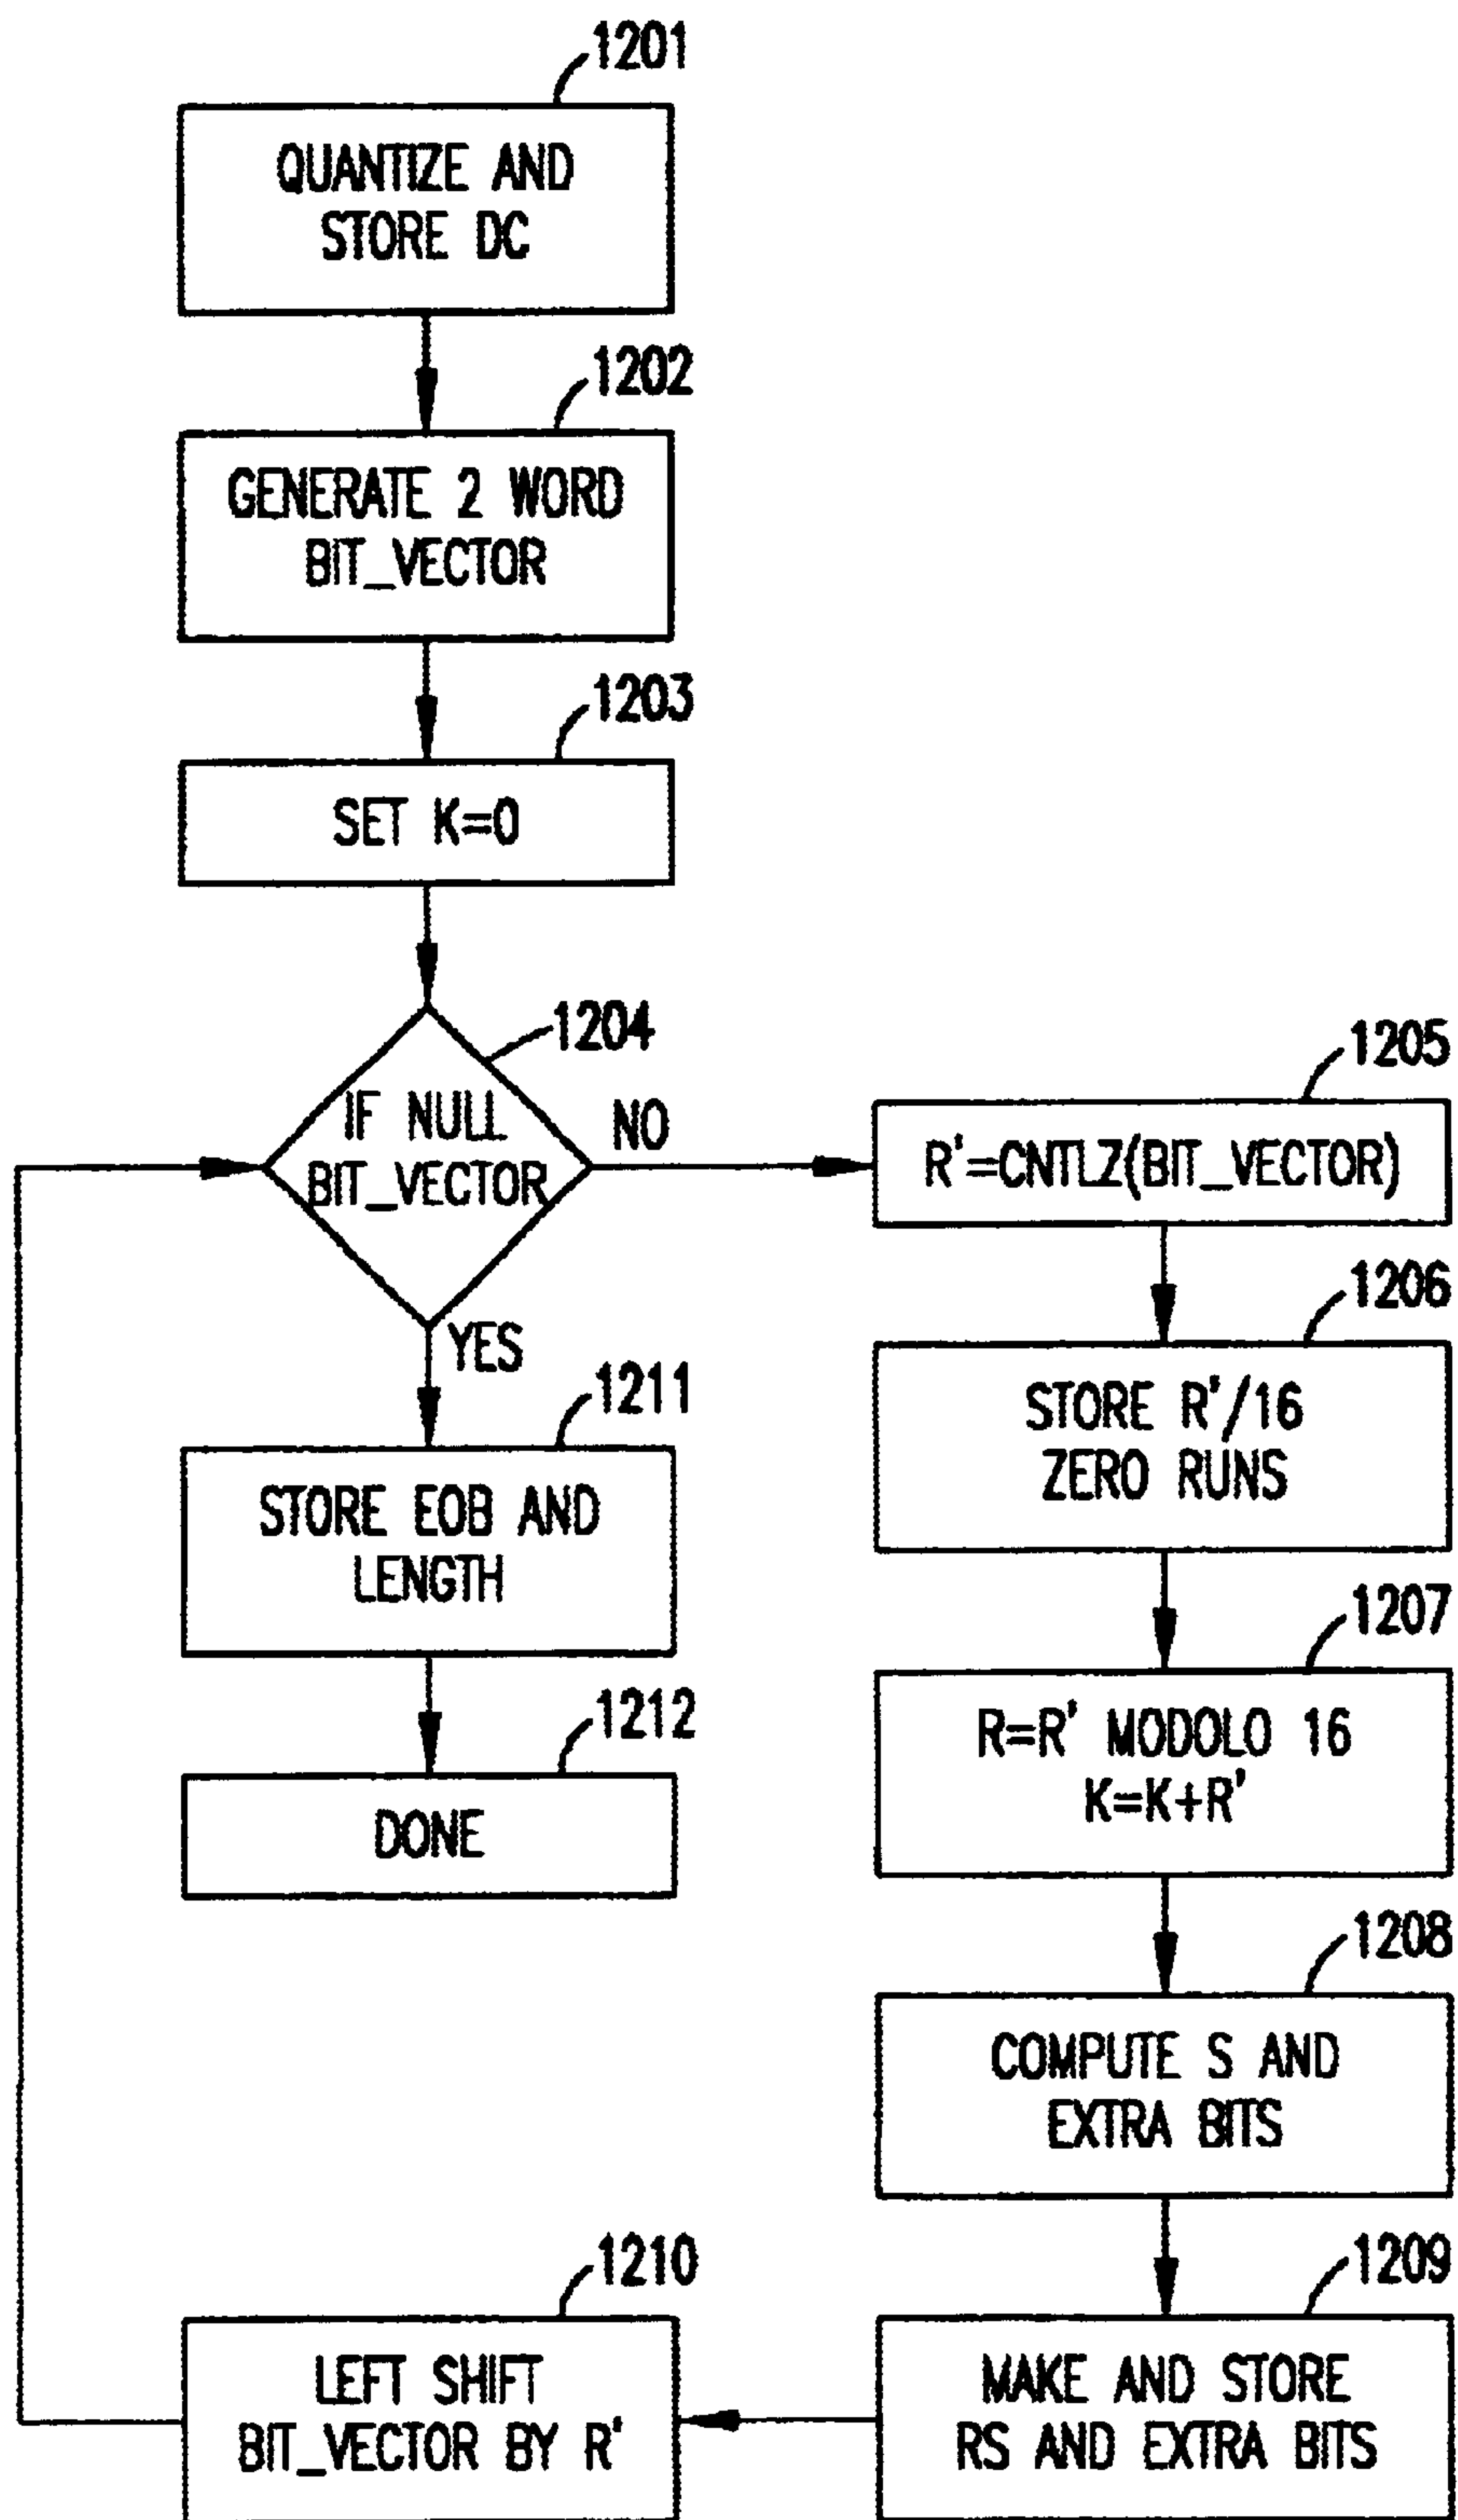 1201
QUANTIZE AND
STORE DC
1202
GENERATE 2 WORD
BIT_VECTOR
1203
SET K=0
1204
IF NULL
BIT_VECTOR
NO
YES
1205
R'=CNTLZ(BIT_VECTOR)
1206
STORE R'/16
ZERO RUNS
1207
R=R' MODOLO 16
K=K+R'
1208
COMPUTE S AND
EXTRA BITS
1209
MAKE AND STORE
RS AND EXTRA BITS
1210
LEFT SHIFT
BIT_VECTOR BY R'
1211
STORE EOB AND
LENGTH
1212
DONE